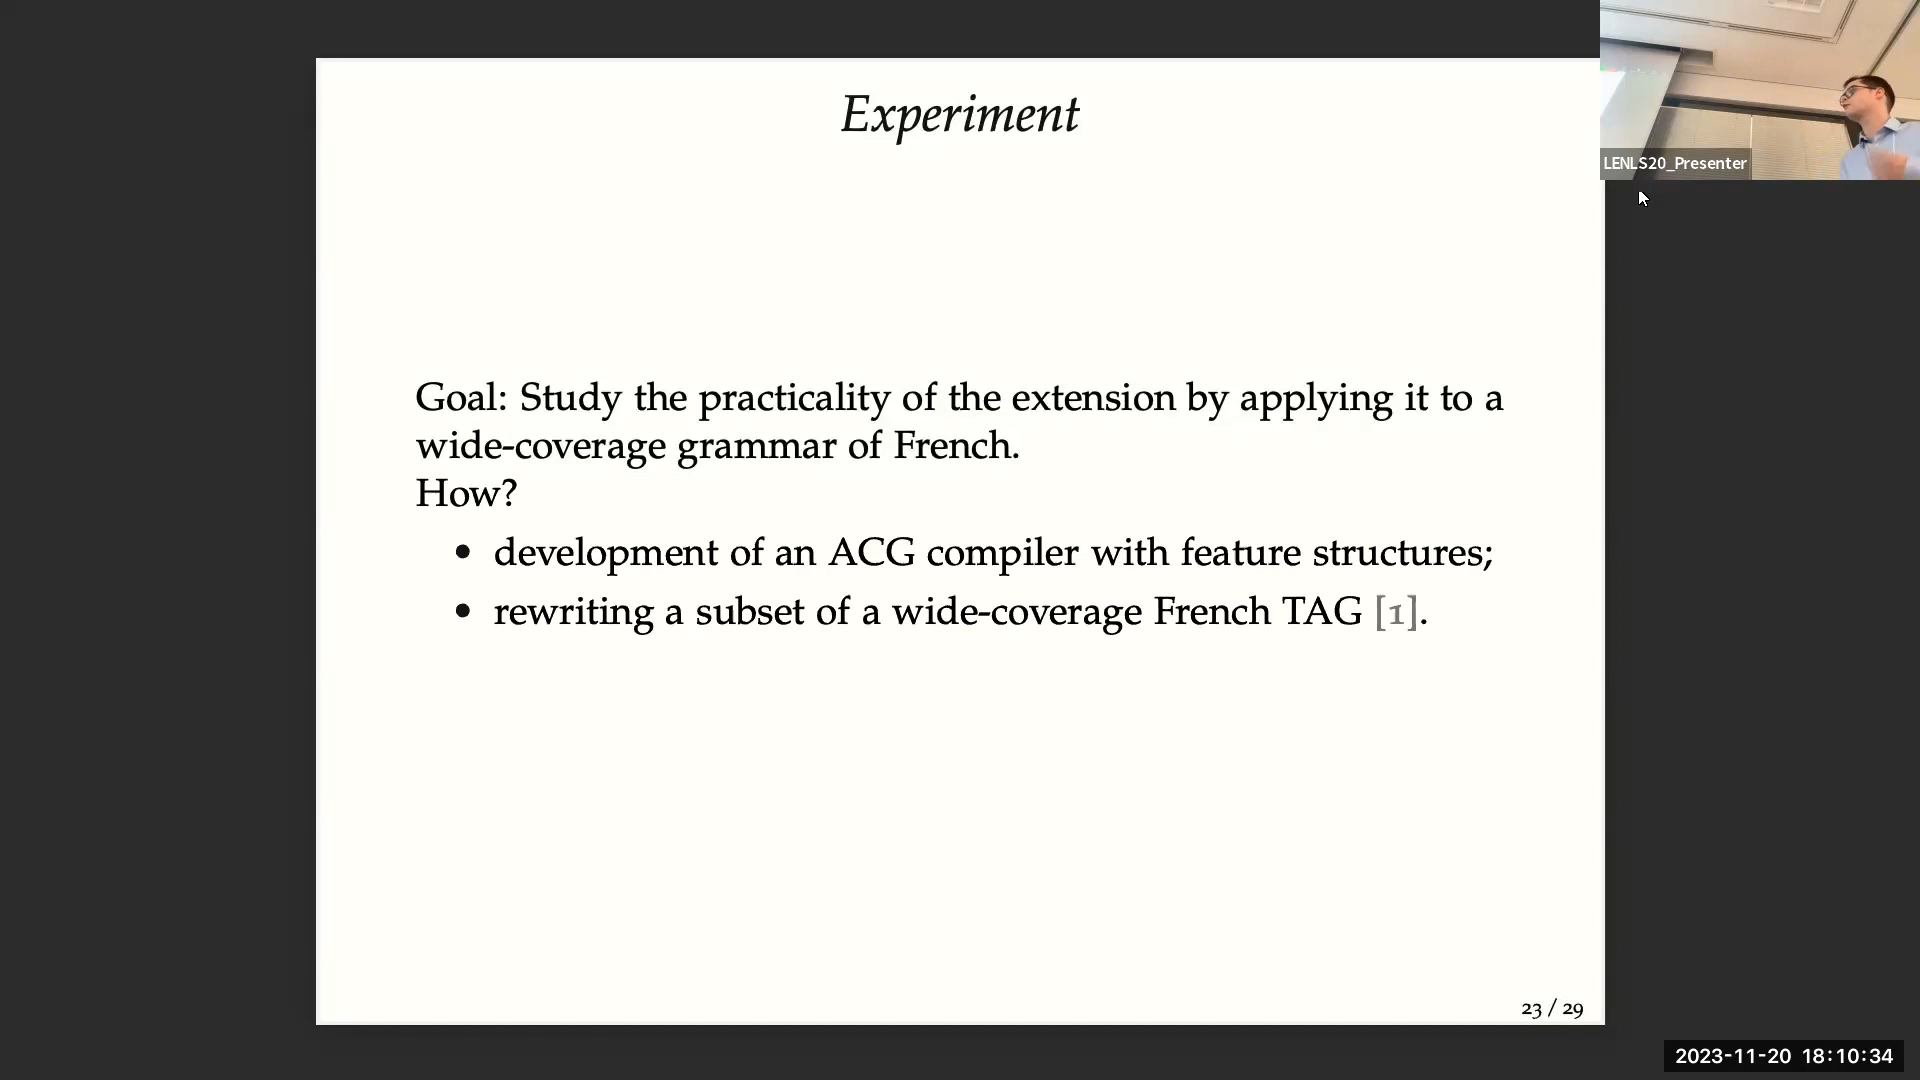 Experiment
LENLS20_Presenter
Goal: Study the practicality of the extension by applying it to a
wide-coverage grammar of French.
How?
• development of an ACG compiler with feature structures;
• rewriting a subset of a wide-coverage French TAG [1].
23 / 29
2023-11-20 18:10:34